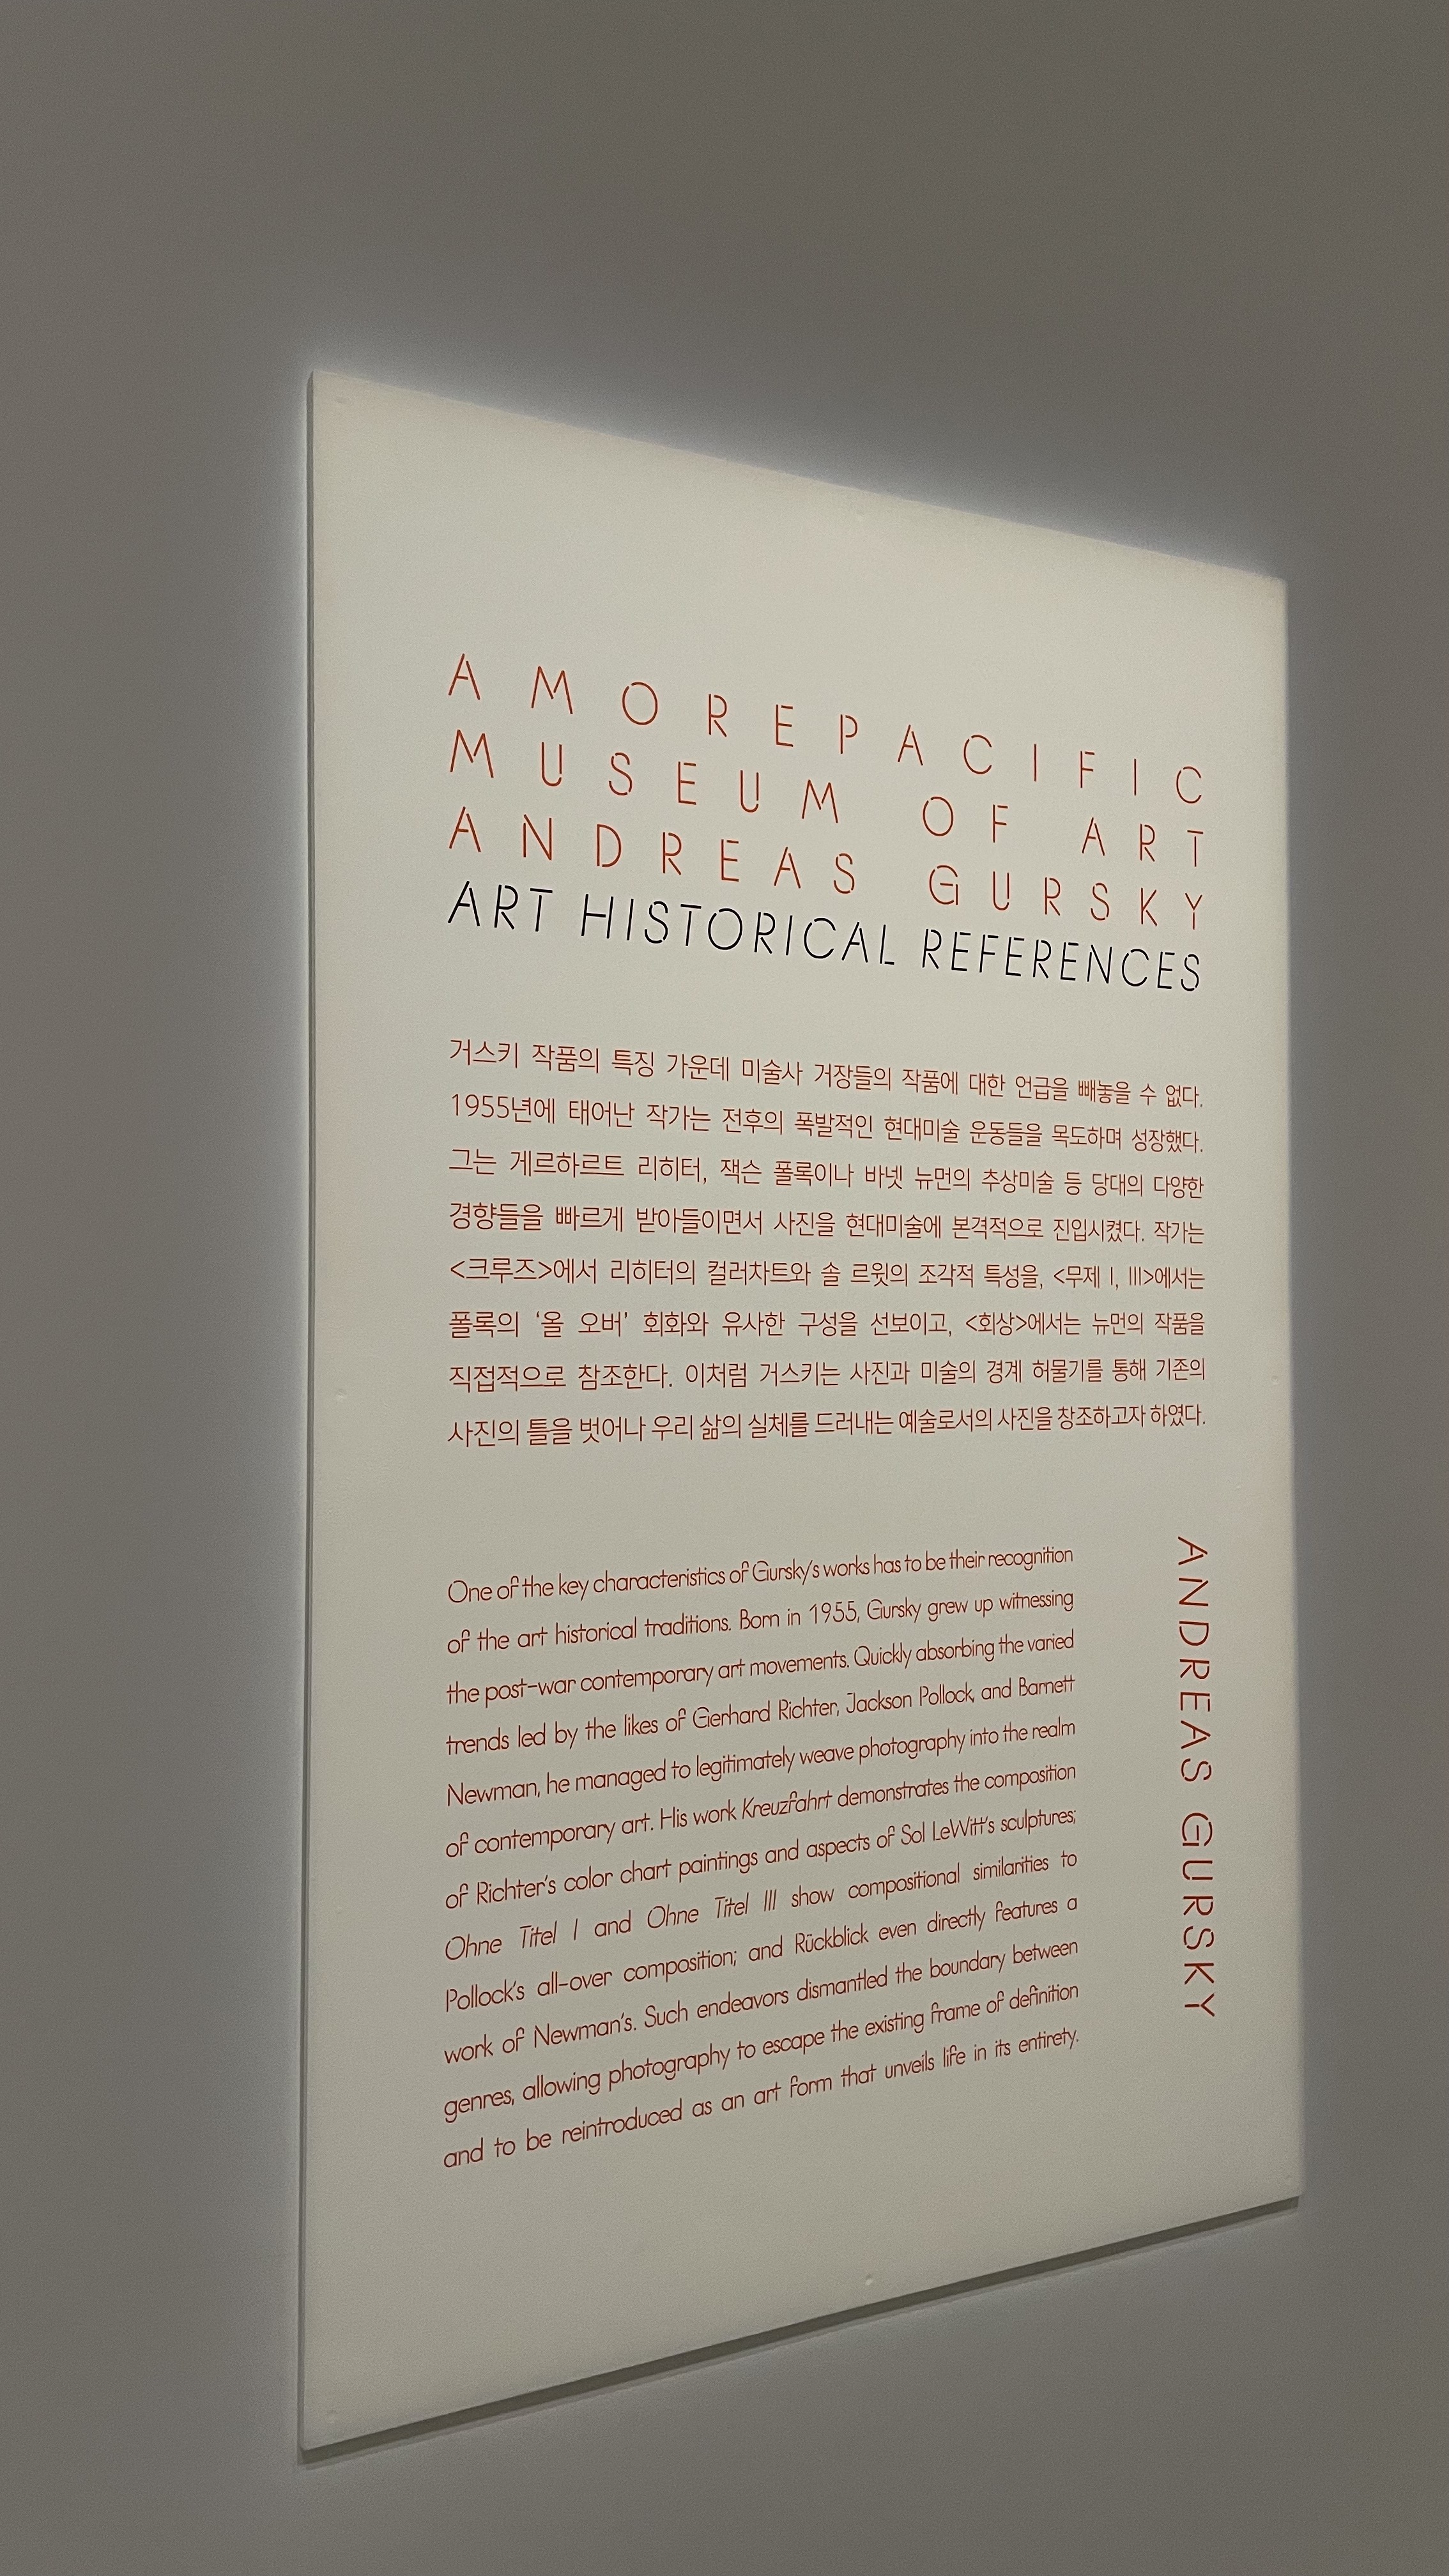 AMOREPACIFIC
MUSEUM OF ART
ANDREAS GURSKY
ART HISTORICAL REFERENCES
거스키 작품의 특징 가운데 미술사 거장들의 작품에 대한 언급을 빼놓을 수 없다.
1955년에 태어난 작가는 전후의 폭발적인 현대미술 운동들을 목도하며 성장했다.
그는 게르하르트 리히터, 잭슨 폴록이나 바넷 뉴먼의 추상미술 등 당대의 다양한
경향들을 빠르게 받아들이면서 사진을 현대미술에 본격적으로 진입시켰다. 작가는
<크루즈>에서 리히터의 컬러차트와 솔 르윗의 조각적 특성을, <무제 I, III>에서는
폴록의 ‘올 오버’ 회화와 유사한 구성을 선보이고, <회상>에서는 뉴먼의 작품을
직접적으로 참조한다. 이처럼 거스키는 사진과 미술의 경계 허물기를 통해 기존의
사진의 틀을 벗어나 우리 삶의 실체를 드러내는 예술로서의 사진을 창조하고자 하였다.
One of the key characteristics of Gursky's works has to be their recognition
of the art historical traditions. Born in 1955, Gursky grew up witnessing
the post-war contemporary art movements. Quickly absorbing the varied
trends led by the likes of Gerhard Richter, Jackson Pollock, and Barnett
Newman, he managed to legitimately weave photography into the realm
of contemporary art. His work Kreuzfahrt demonstrates the composition
of Richter's color chart paintings and aspects of Sol LeWitt's sculptures;
Ohne Titel I and Ohne Titel III show compositional similarities to
Pollock's all-over composition; and Rückblick even directly features a
work of Newman's. Such endeavors dismantled the boundary between
genres, allowing photography to escape the existing frame of definition
and to be reintroduced as an art form that unveils life in its entirety.
ANDREAS GURSKY